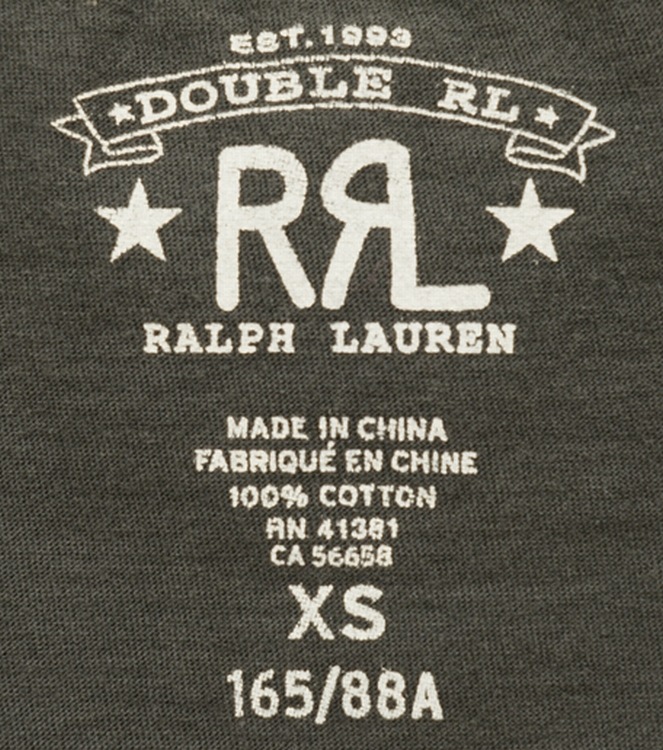 EST. 1993
DOUBLE RL
RRL
RALPH LAUREN
MADE IN CHINA
FABRIQUÉ EN CHINE
100% COTTON
RN 41381
CA 56658
XS
165/88A